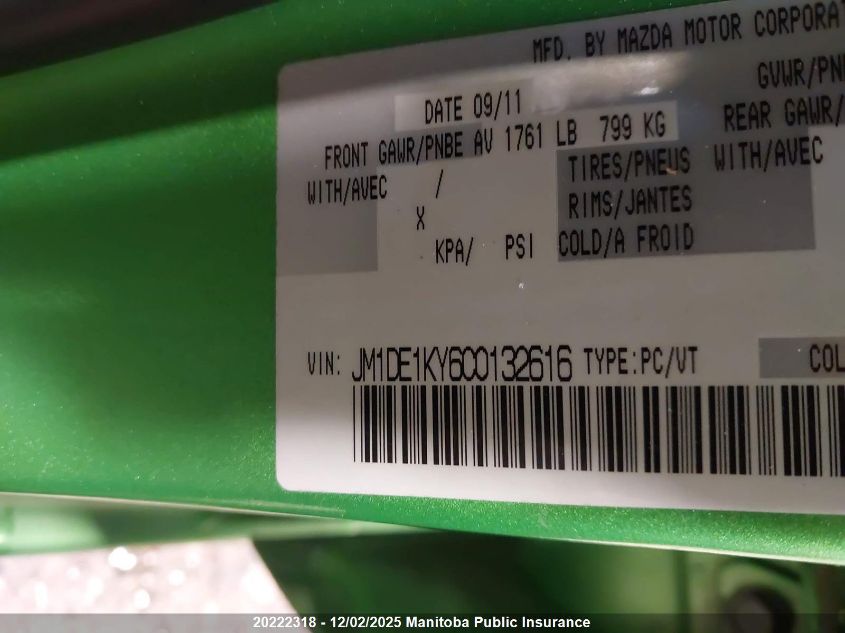 MFD. BY MAZDA MOTOR CORPORA
GVWR/PN
DATE 09/11
FRONT GAWR/PNBE AV 1761 LB 799 KG REAR GAWR/
WITH/AVEC / TIRES/PNEUS WITH/AVEC
X RIMS/JANTES
KPA/ PSI COLD/A FROID
VIN: JM1DE1KY6C0132616 TYPE:PC/VT COL
20222318 - 12/02/2025 Manitoba Public Insurance